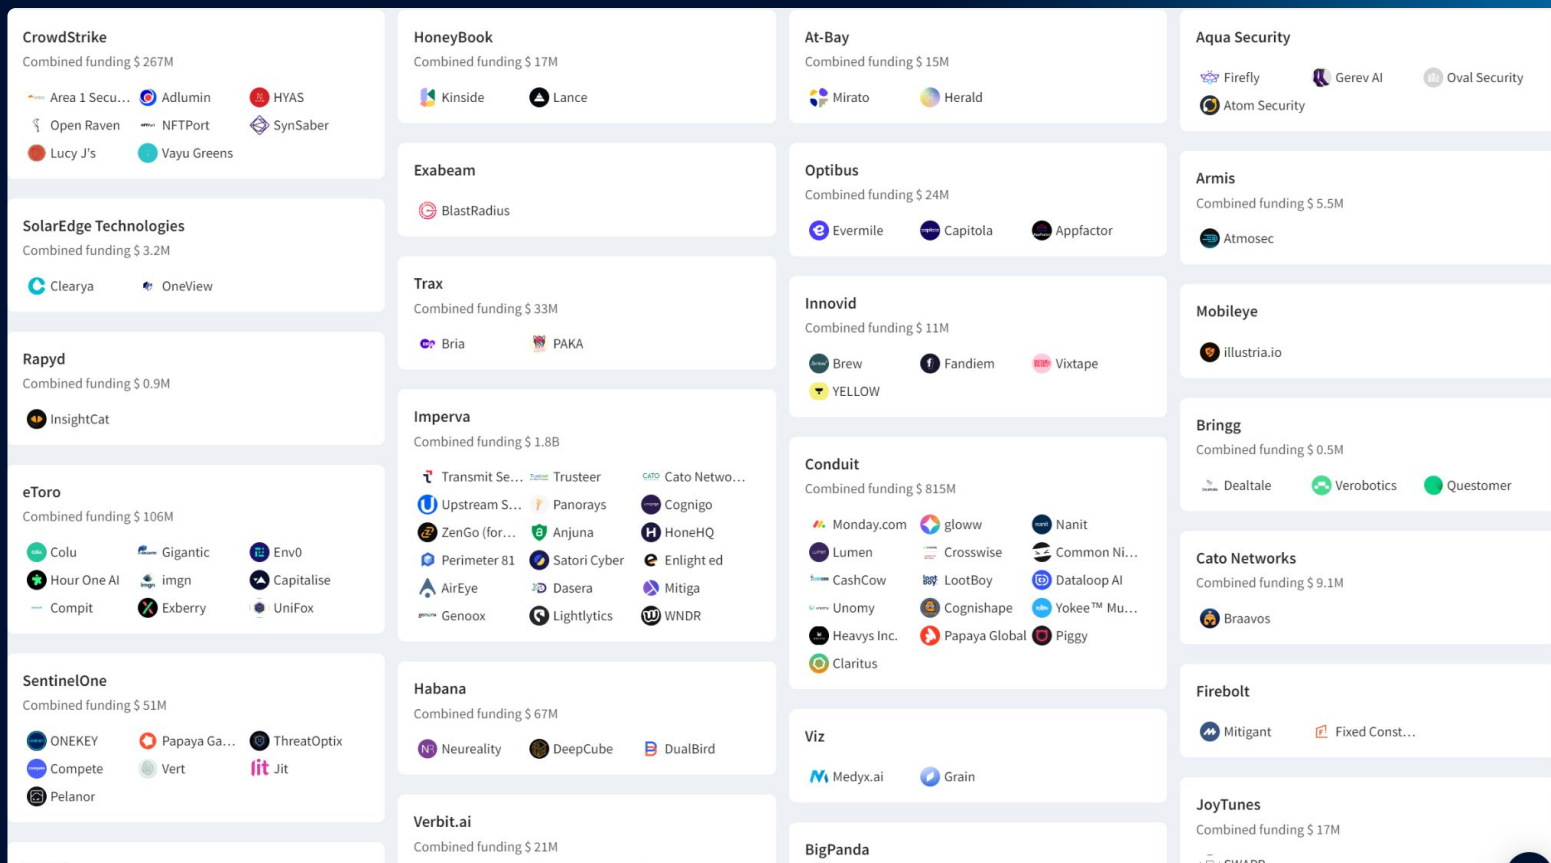 CrowdStrike
Combined funding $ 267M
Area 1 Secu... Adlumin HYAS
Open Raven NFTPort SynSaber
Lucy J's Vayu Greens
SolarEdge Technologies
Combined funding $ 3.2M
Clearya OneView
Rapyd
Combined funding $ 0.9M
InsightCat
eToro
Combined funding $ 106M
Colu Gigantic Env0
Hour One AI imgn Capitalise
Compit Exberry UniFox
SentinelOne
Combined funding $ 51M
ONEKEY Papaya Ga... ThreatOptix
Compete Vert Jit
Pelanor
HoneyBook
Combined funding $ 17M
Kinside Lance
Exabeam
BlastRadius
Trax
Combined funding $ 33M
Bria PAKA
Imperva
Combined funding $ 1.8B
Transmit Se... Trusteer Cato Netwo...
Upstream S... Panorays Cognigo
ZenGo (for... Anjuna HoneHQ
Perimeter 81 Satori Cyber Enlight ed
AirEye Dasera Mitiga
Genoox Lightlytics WNDR
Habana
Combined funding $ 67M
Neureality DeepCube DualBird
Verbit.ai
Combined funding $ 21M
At-Bay
Combined funding $ 15M
Mirato Herald
Optibus
Combined funding $ 24M
Evermile Capitola Appfactor
Innovid
Combined funding $ 11M
Brew Fandiem Vixtape
YELLOW
Conduit
Combined funding $ 815M
Monday.com gloww Nanit
Lumen Crosswise Common Ni...
CashCow LootBoy Dataloop AI
Unomy Cognishape Yokee™ Mu...
Heavys Inc. Papaya Global Piggy
Claritus
Viz
Medyx.ai Grain
BigPanda
Aqua Security
Firefly Gerev AI Oval Security
Atom Security
Armis
Combined funding $ 5.5M
Atmosec
Mobileye
illustria.io
Bringg
Combined funding $ 0.5M
Dealtale Verobotics Questomer
Cato Networks
Combined funding $ 9.1M
Braavos
Firebolt
Mitigant Fixed Const...
JoyTunes
Combined funding $ 17M